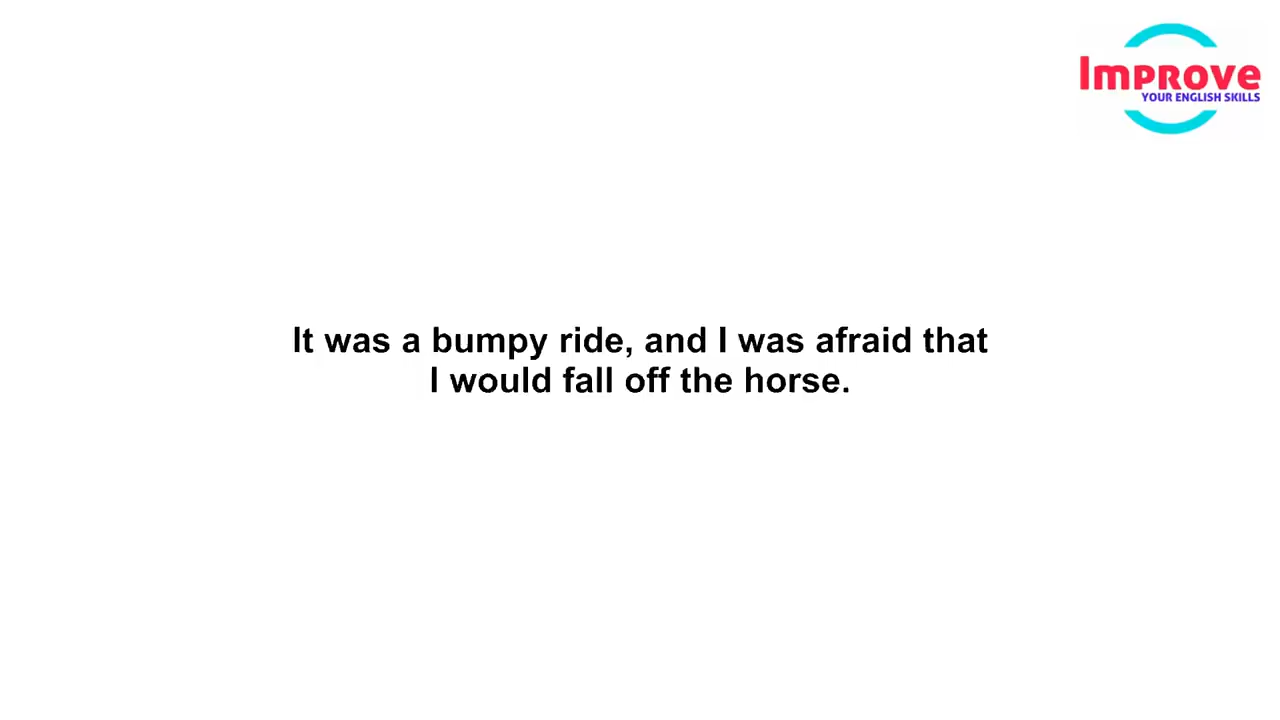 Improve
YOUR ENGLISH SKILLS
It was a bumpy ride, and I was afraid that
I would fall off the horse.